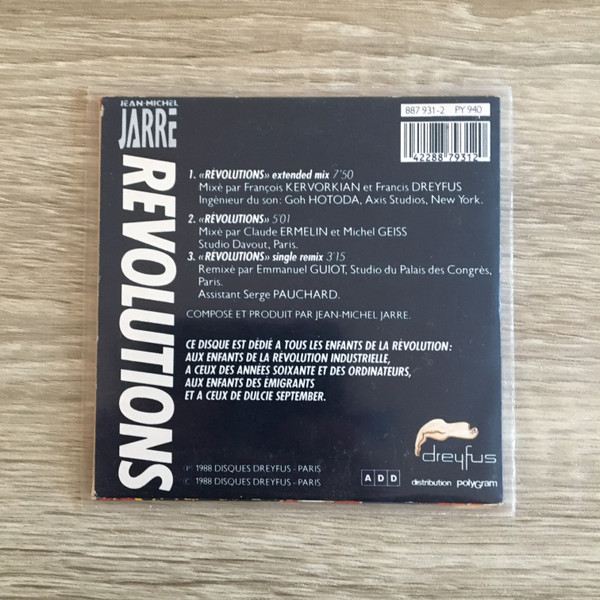 JEAN-MICHEL
JARRE
REVOLUTIONS
887 931-2 PY 940
42288 79312
1. «RÉVOLUTIONS» extended mix 7'50
Mixé par François KERVORKIAN et Francis DREYFUS
Ingénieur du son: Goh HOTODA, Axis Studios, New York.
2. «RÉVOLUTIONS» 5'01
Mixé par Claude ERMELIN et Michel GEISS
Studio Davout, Paris.
3. «RÉVOLUTIONS» single remix 3'15
Remixé par Emmanuel GUIOT, Studio du Palais des Congrès,
Paris.
Assistant Serge PAUCHARD.
COMPOSÉ ET PRODUIT PAR JEAN-MICHEL JARRE.
CE DISQUE EST DÉDIÉ A TOUS LES ENFANTS DE LA RÉVOLUTION:
AUX ENFANTS DE LA RÉVOLUTION INDUSTRIELLE,
A CEUX DES ANNÉES SOIXANTE ET DES ORDINATEURS,
AUX ENFANTS DES ÉMIGRANTS
ET A CEUX DE DULCIE SEPTEMBER.
℗ 1988 DISQUES DREYFUS - PARIS
© 1988 DISQUES DREYFUS - PARIS
A D D
dreyfus
distribution polyGram